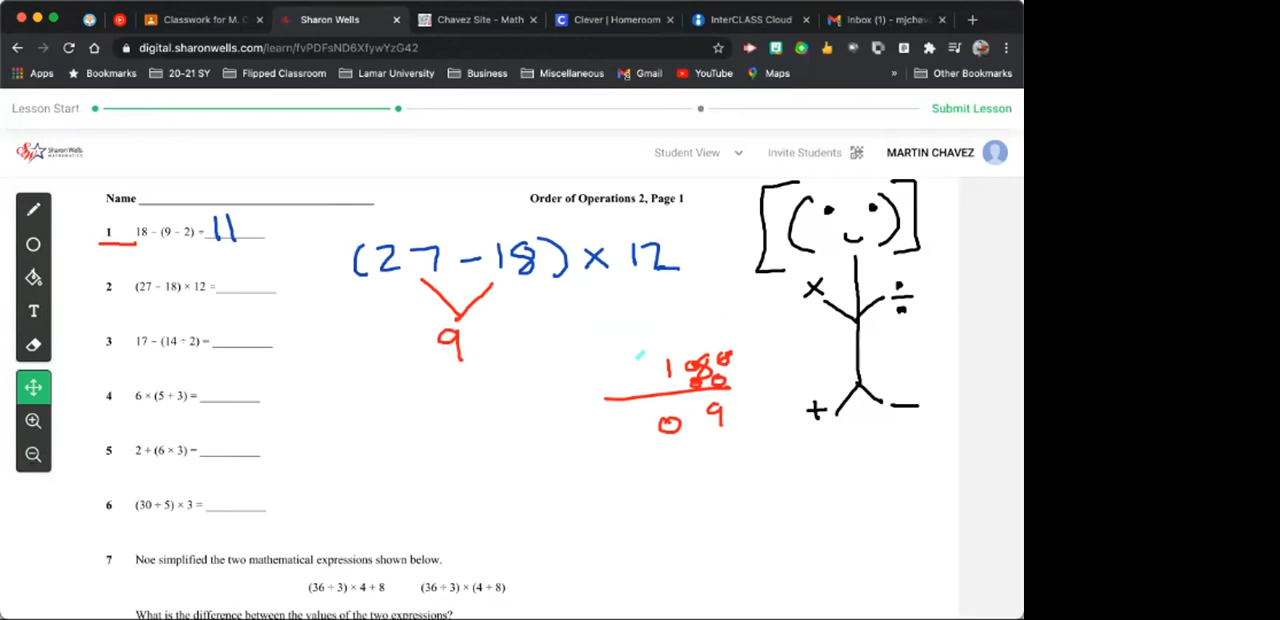 Classwork for M. C
Sharon Wells
Chavez Site - Math
Clever | Homeroom
InterCLASS Cloud
Inbox (1) - mjchav
digital.sharonwells.com/learn/fvPDFsND6XfywYzG42
Apps
Bookmarks
20-21 SY
Flipped Classroom
Lamar University
Business
Miscellaneous
Gmail
YouTube
Maps
»
Other Bookmarks
Lesson Start
Submit Lesson
Sharon Wells
MATHEMATICS
Student View
Invite Students
MARTIN CHAVEZ
Name
Order of Operations 2, Page 1
1 18 − (9 − 2) = 11
(27 − 18) × 12
9
2 (27 − 18) × 12 =
3 17 − (14 ÷ 2) =
4 6 × (5 + 3) =
5 2 + (6 × 3) =
6 (30 ÷ 5) × 3 =
[( )]
× ÷
+ −
0 9
7 Noe simplified the two mathematical expressions shown below.
(36 ÷ 3) × 4 + 8 (36 ÷ 3) × (4 + 8)
What is the difference between the values of the two expressions?